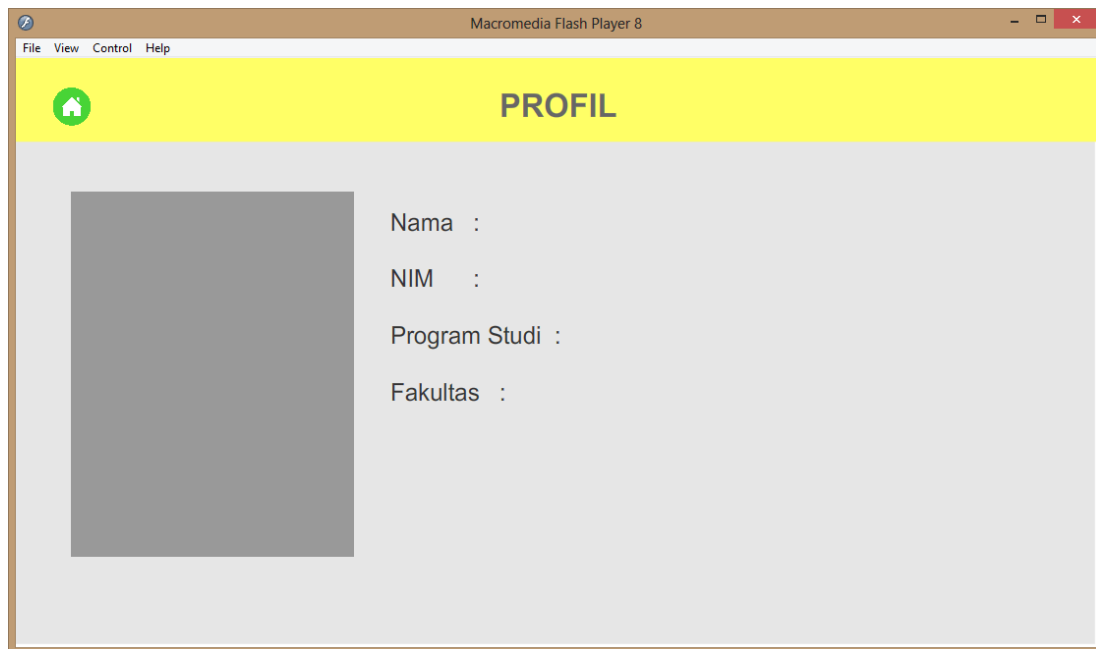 Macromedia Flash Player 8
File View Control Help
PROFIL
Nama :
NIM :
Program Studi :
Fakultas :